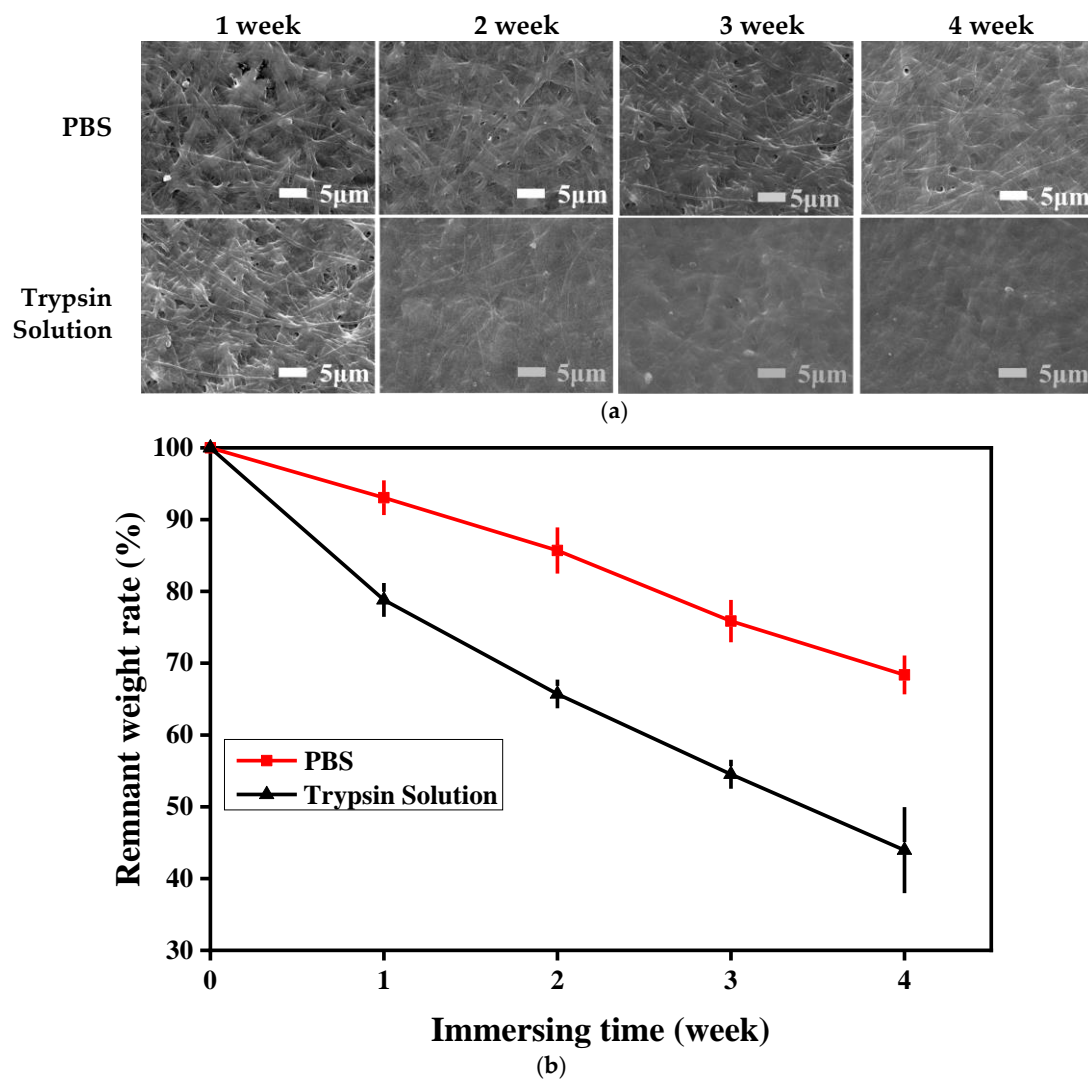 1 week 2 week 3 week 4 week
PBS
5μm 5μm 5μm 5μm
Trypsin
Solution
5μm 5μm 5μm 5μm
(a)
100
90
80
70
60
50
40
30
Remnant weight rate (%)
PBS
Trypsin Solution
0 1 2 3 4
Immersing time (week)
(b)